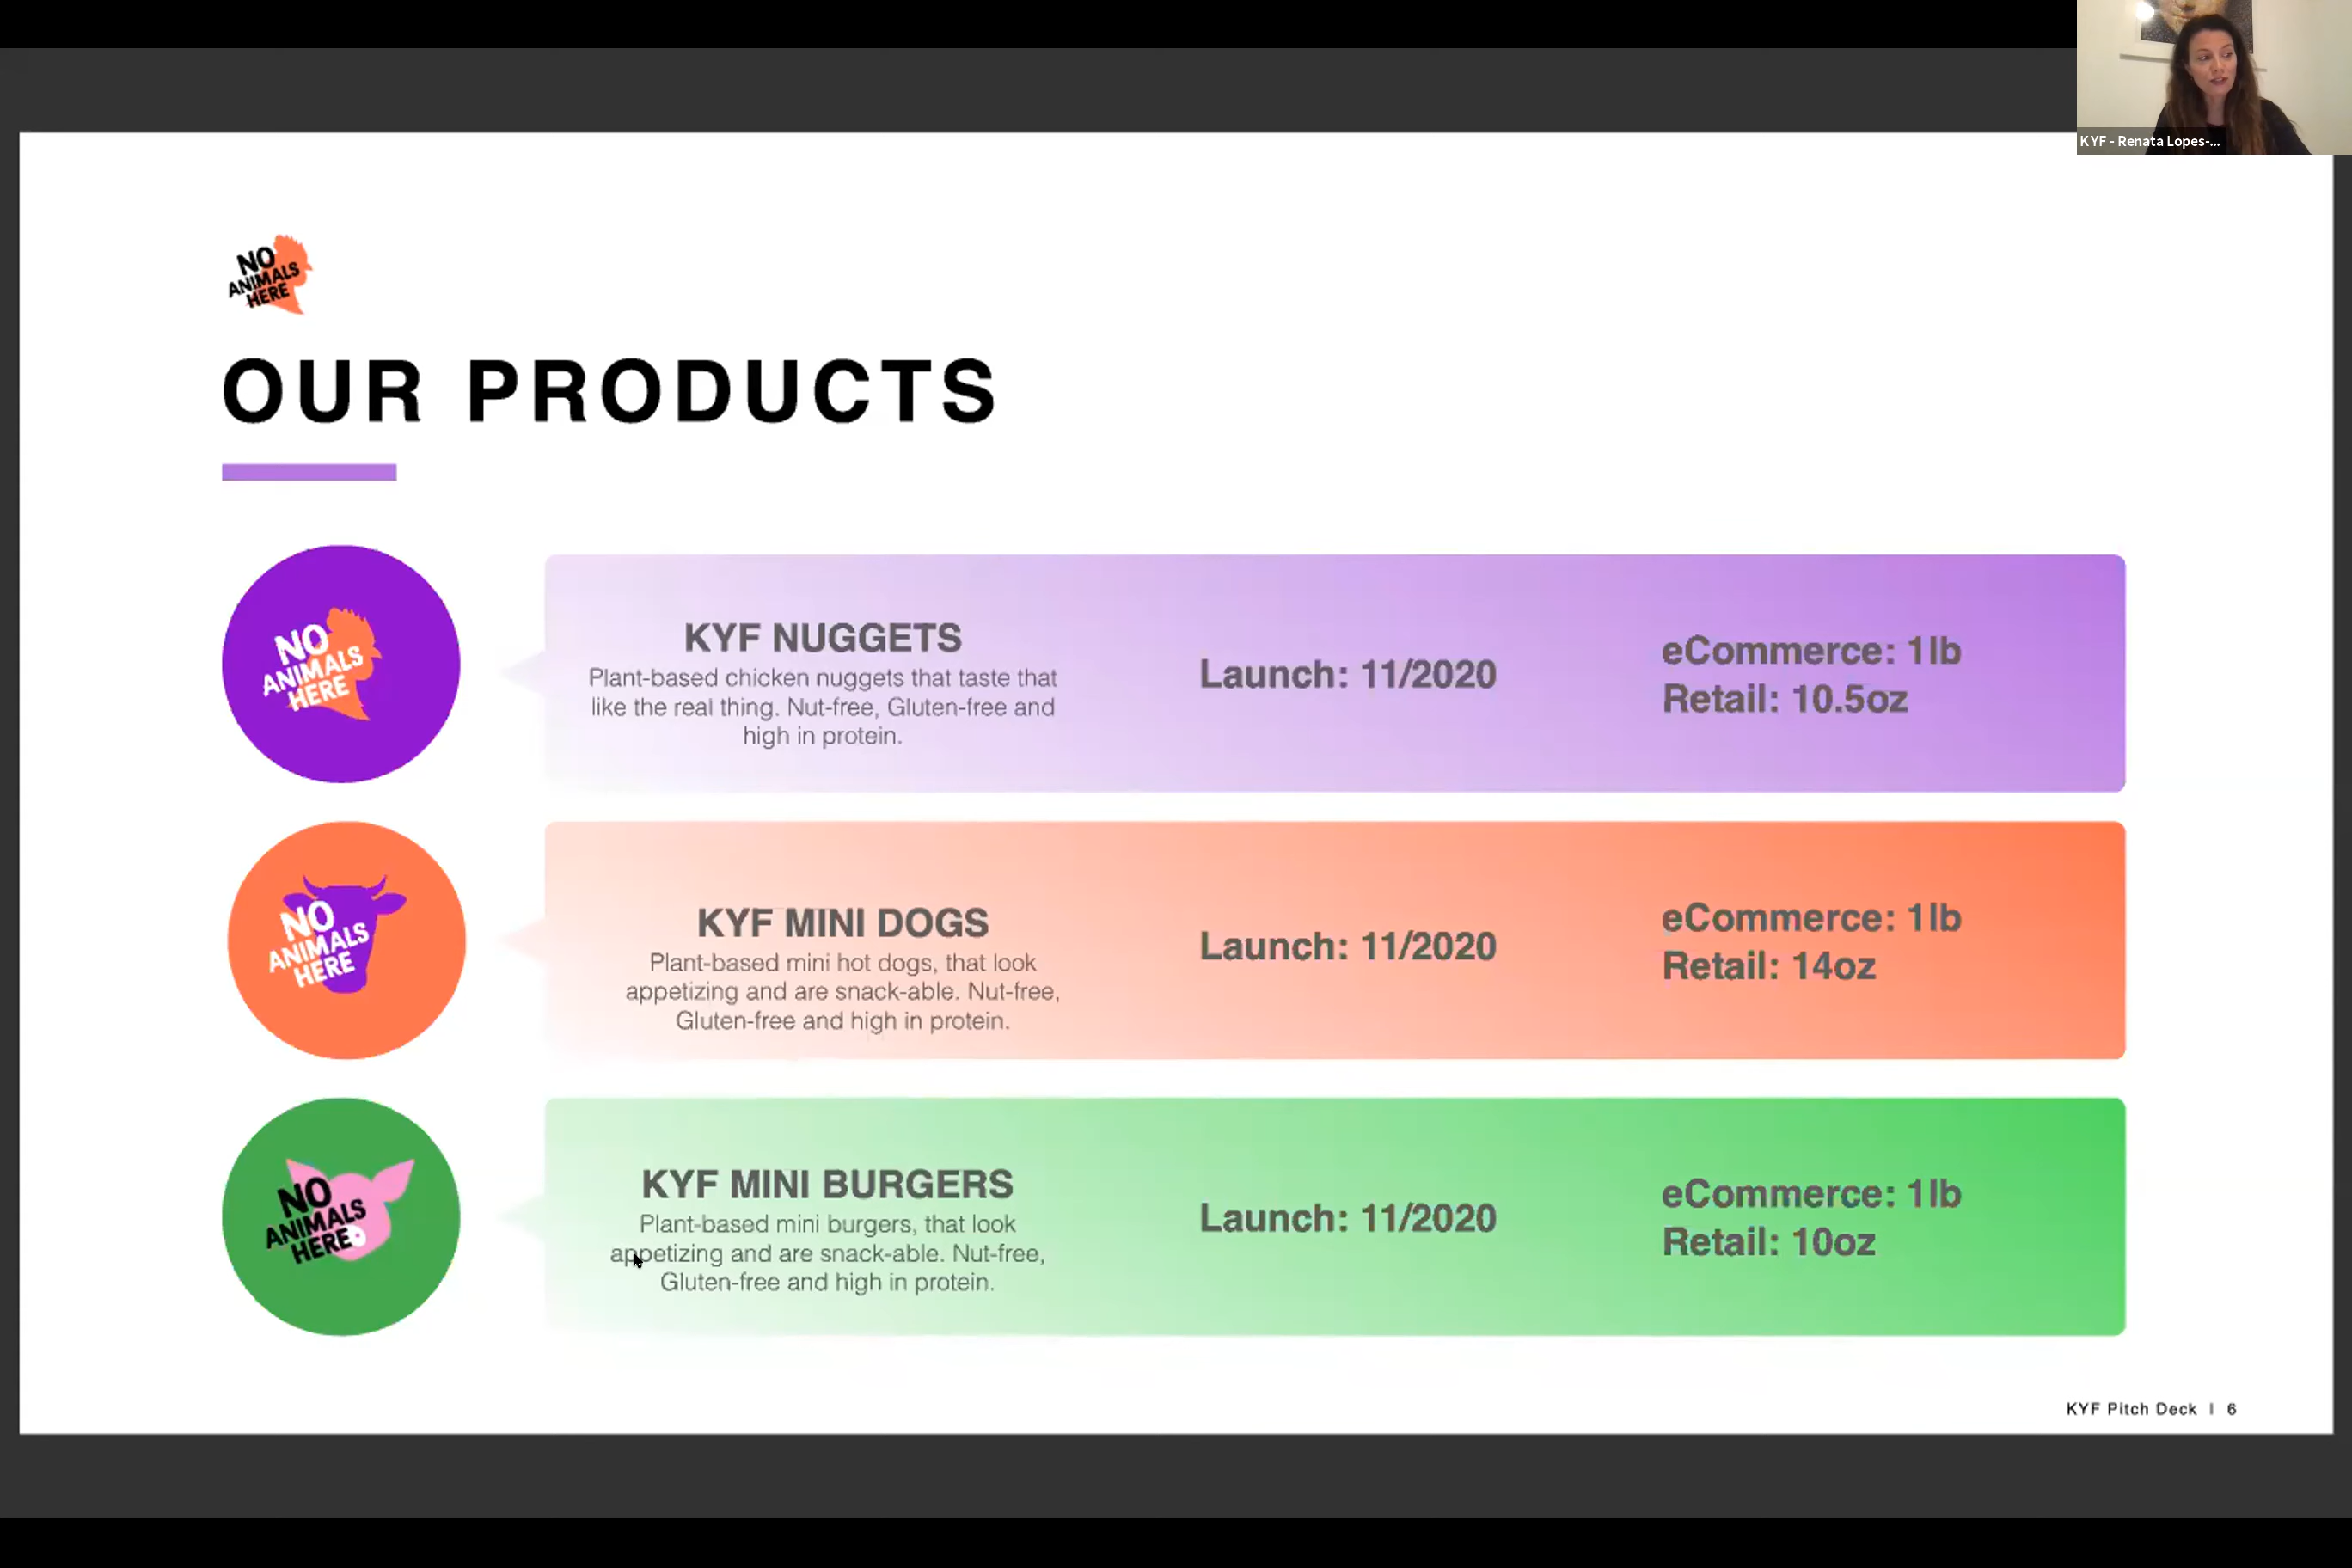 KYF - Renata Lopes-...
NO
ANIMALS
HERE
OUR PRODUCTS
NO
ANIMALS
HERE
KYF NUGGETS
Plant-based chicken nuggets that taste that
like the real thing. Nut-free, Gluten-free and
high in protein.
Launch: 11/2020
eCommerce: 1lb
Retail: 10.5oz
NO
ANIMALS
HERE
KYF MINI DOGS
Plant-based mini hot dogs, that look
appetizing and are snack-able. Nut-free,
Gluten-free and high in protein.
Launch: 11/2020
eCommerce: 1lb
Retail: 14oz
NO
ANIMALS
HERE
KYF MINI BURGERS
Plant-based mini burgers, that look
appetizing and are snack-able. Nut-free,
Gluten-free and high in protein.
Launch: 11/2020
eCommerce: 1lb
Retail: 10oz
KYF Pitch Deck | 6